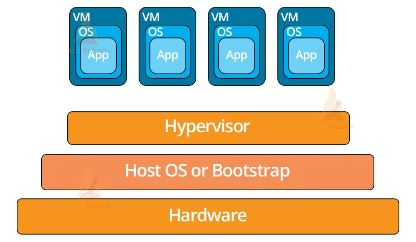 VM VM VM VM
OS OS OS OS
App App App App
Hypervisor
Host OS or Bootstrap
Hardware